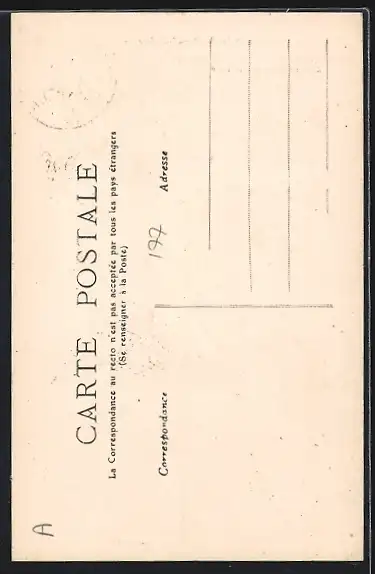 CARTE POSTALE
La Correspondance au recto n'est pas acceptée par tous les pays étrangers
(Se renseigner à la Poste)
Correspondance
Adresse
A